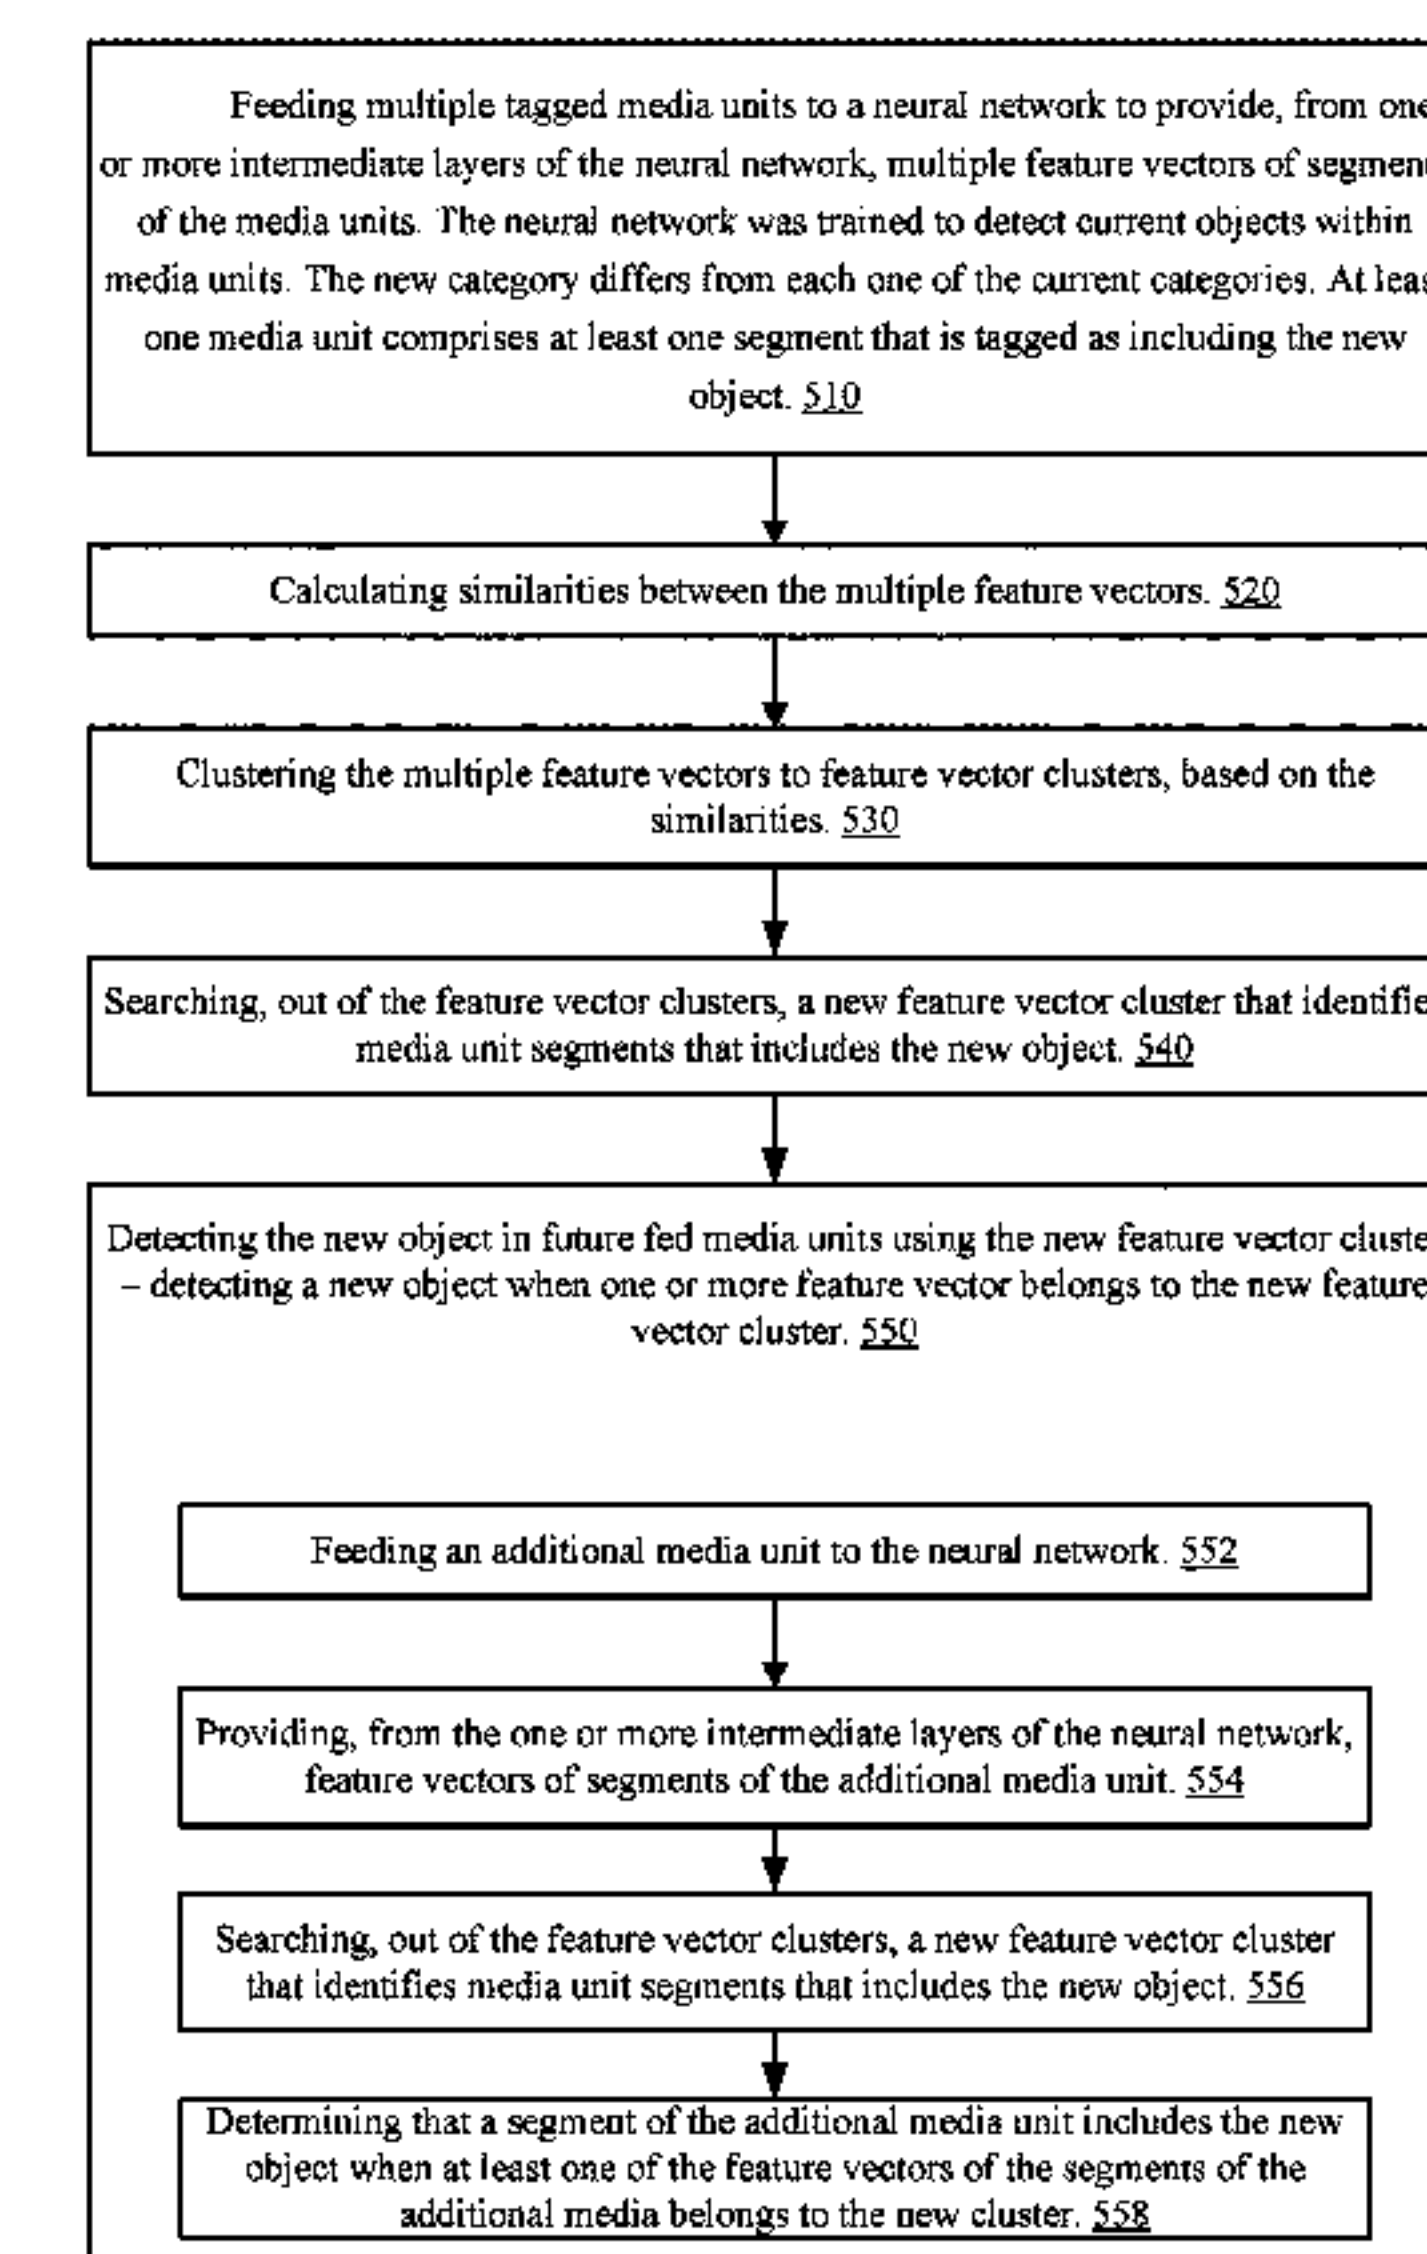 Feeding multiple tagged media units to a neural network to provide, from one
or more intermediate layers of the neural network, multiple feature vectors of segmen
of the media units. The neural network was trained to detect current objects within
media units. The new category differs from each one of the current categories. At leas
one media unit comprises at least one segment that is tagged as including the new
object. 510
Calculating similarities between the multiple feature vectors. 520
Clustering the multiple feature vectors to feature vector clusters, based on the
similarities. 530
Searching, out of the feature vector clusters, a new feature vector cluster that identifie
media unit segments that includes the new object. 540
Detecting the new object in future fed media units using the new feature vector cluste
– detecting a new object when one or more feature vector belongs to the new feature
vector cluster. 550
Feeding an additional media unit to the neural network. 552
Providing, from the one or more intermediate layers of the neural network,
feature vectors of segments of the additional media unit. 554
Searching, out of the feature vector clusters, a new feature vector cluster
that identifies media unit segments that includes the new object. 556
Determining that a segment of the additional media unit includes the new
object when at least one of the feature vectors of the segments of the
additional media belongs to the new cluster. 558